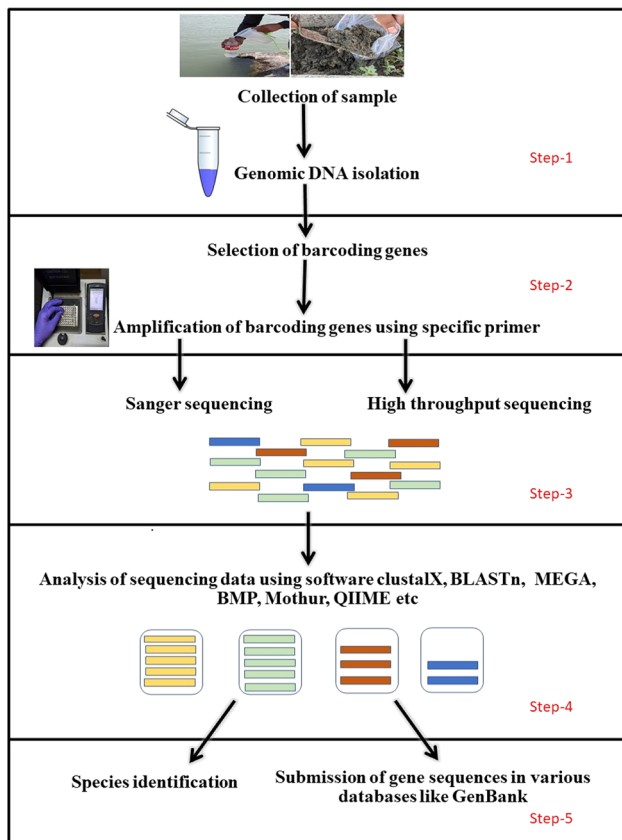 Collection of sample
Step-1
Genomic DNA isolation
Selection of barcoding genes
Step-2
Amplification of barcoding genes using specific primer
Sanger sequencing
High throughput sequencing
Step-3
Analysis of sequencing data using software clustalX, BLASTn, MEGA,
BMP, Mothur, QIIME etc
Step-4
Species identification
Submission of gene sequences in various
databases like GenBank
Step-5